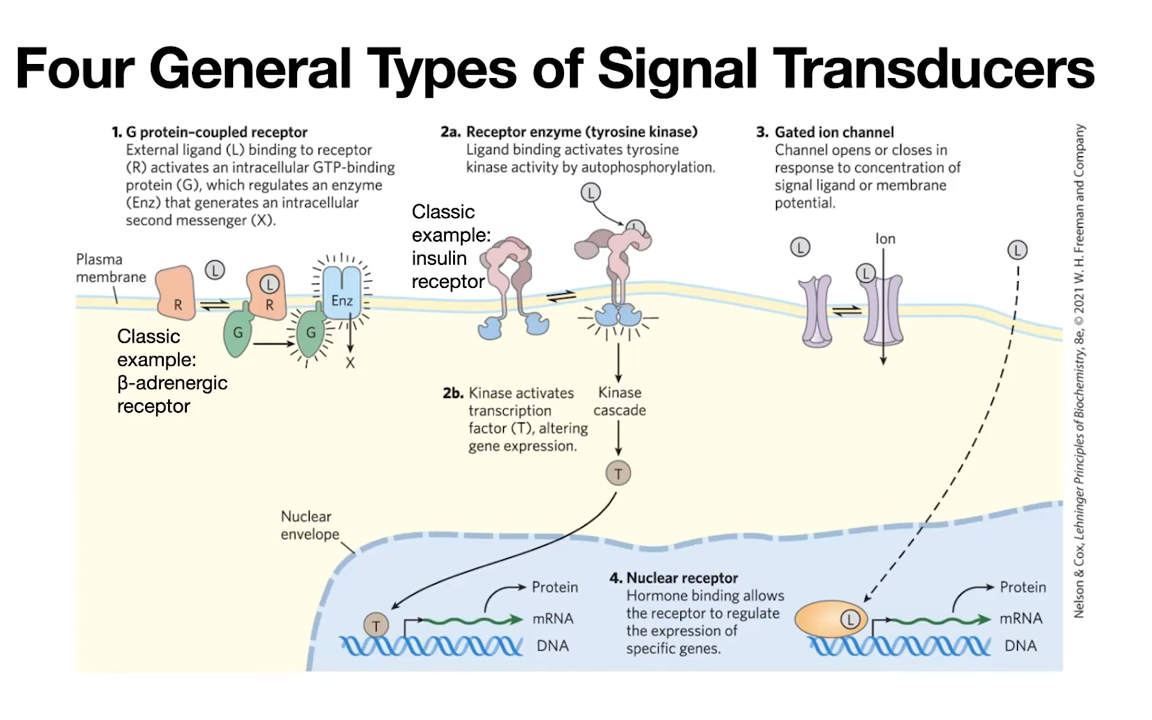 Four General Types of Signal Transducers
1. G protein–coupled receptor
External ligand (L) binding to receptor
(R) activates an intracellular GTP-binding
protein (G), which regulates an enzyme
(Enz) that generates an intracellular
second messenger (X).
2a. Receptor enzyme (tyrosine kinase)
Ligand binding activates tyrosine
kinase activity by autophosphorylation.
3. Gated ion channel
Channel opens or closes in
response to concentration of
signal ligand or membrane
potential.
Classic
example:
insulin
receptor
L
L
Plasma
membrane
R
L
L
R
G
G
Enz
X
L
L
Ion
L
Classic
example:
β-adrenergic
receptor
2b. Kinase activates
transcription
factor (T), altering
gene expression.
Kinase
cascade
T
Nuclear
envelope
T
Protein
mRNA
DNA
4. Nuclear receptor
Hormone binding allows
the receptor to regulate
the expression of
specific genes.
L
Protein
mRNA
DNA
Nelson & Cox, Lehninger Principles of Biochemistry, 8e, © 2021 W. H. Freeman and Company